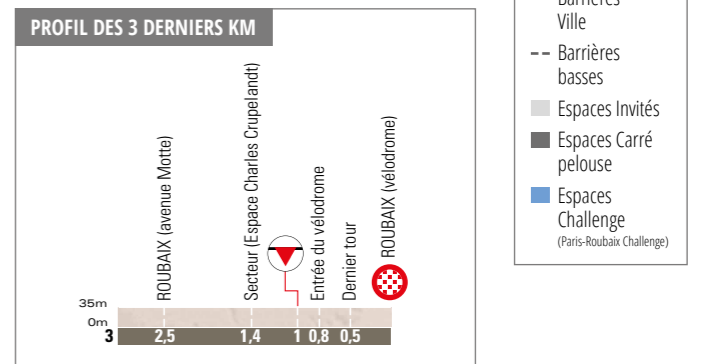 PROFIL DES 3 DERNIERS KM
ROUBAIX (avenue Motte)
Secteur (Espace Charles Crupelandt)
Entrée du vélodrome
Dernier tour
ROUBAIX (vélodrome)
35m
0m
3 2,5 1,4 1 0,8 0,5
Barrières
Ville
Barrières
basses
Espaces Invités
Espaces Carré
pelouse
Espaces
Challenge
(Paris-Roubaix Challenge)